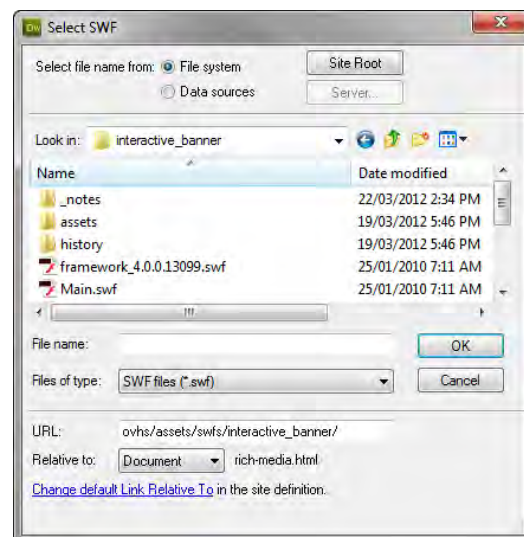 Dw Select SWF
Select file name from: File system Site Root
Data sources Server...
Look in: interactive_banner
Name Date modified
_notes 22/03/2012 2:34 PM
assets 19/03/2012 5:46 PM
history 19/03/2012 5:46 PM
framework_4.0.0.13099.swf 25/01/2010 7:11 AM
Main.swf 25/01/2010 7:11 AM
File name: OK
Files of type: SWF files (*.swf) Cancel
URL: ovhs/assets/swfs/interactive_banner/
Relative to: Document rich-media.html
Change default Link Relative To in the site definition.